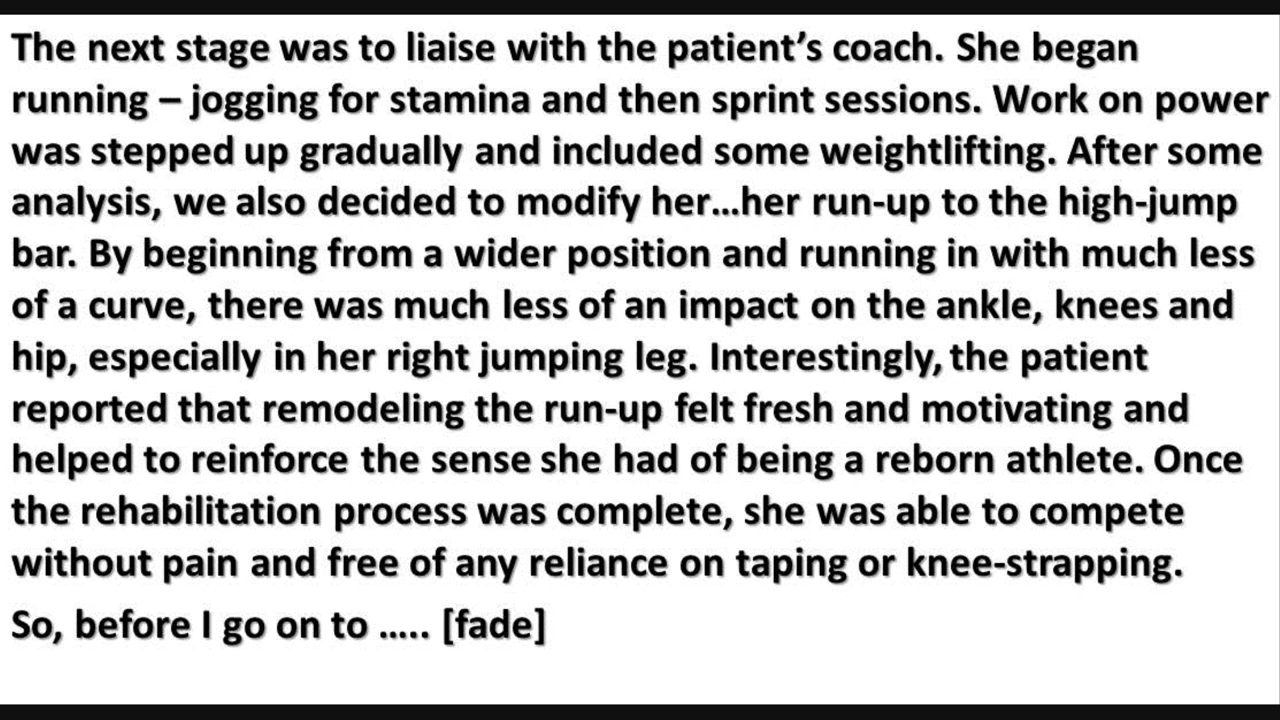 The next stage was to liaise with the patient’s coach. She began
running – jogging for stamina and then sprint sessions. Work on power
was stepped up gradually and included some weightlifting. After some
analysis, we also decided to modify her…her run-up to the high-jump
bar. By beginning from a wider position and running in with much less
of a curve, there was much less of an impact on the ankle, knees and
hip, especially in her right jumping leg. Interestingly, the patient
reported that remodeling the run-up felt fresh and motivating and
helped to reinforce the sense she had of being a reborn athlete. Once
the rehabilitation process was complete, she was able to compete
without pain and free of any reliance on taping or knee-strapping.
So, before I go on to ….. [fade]